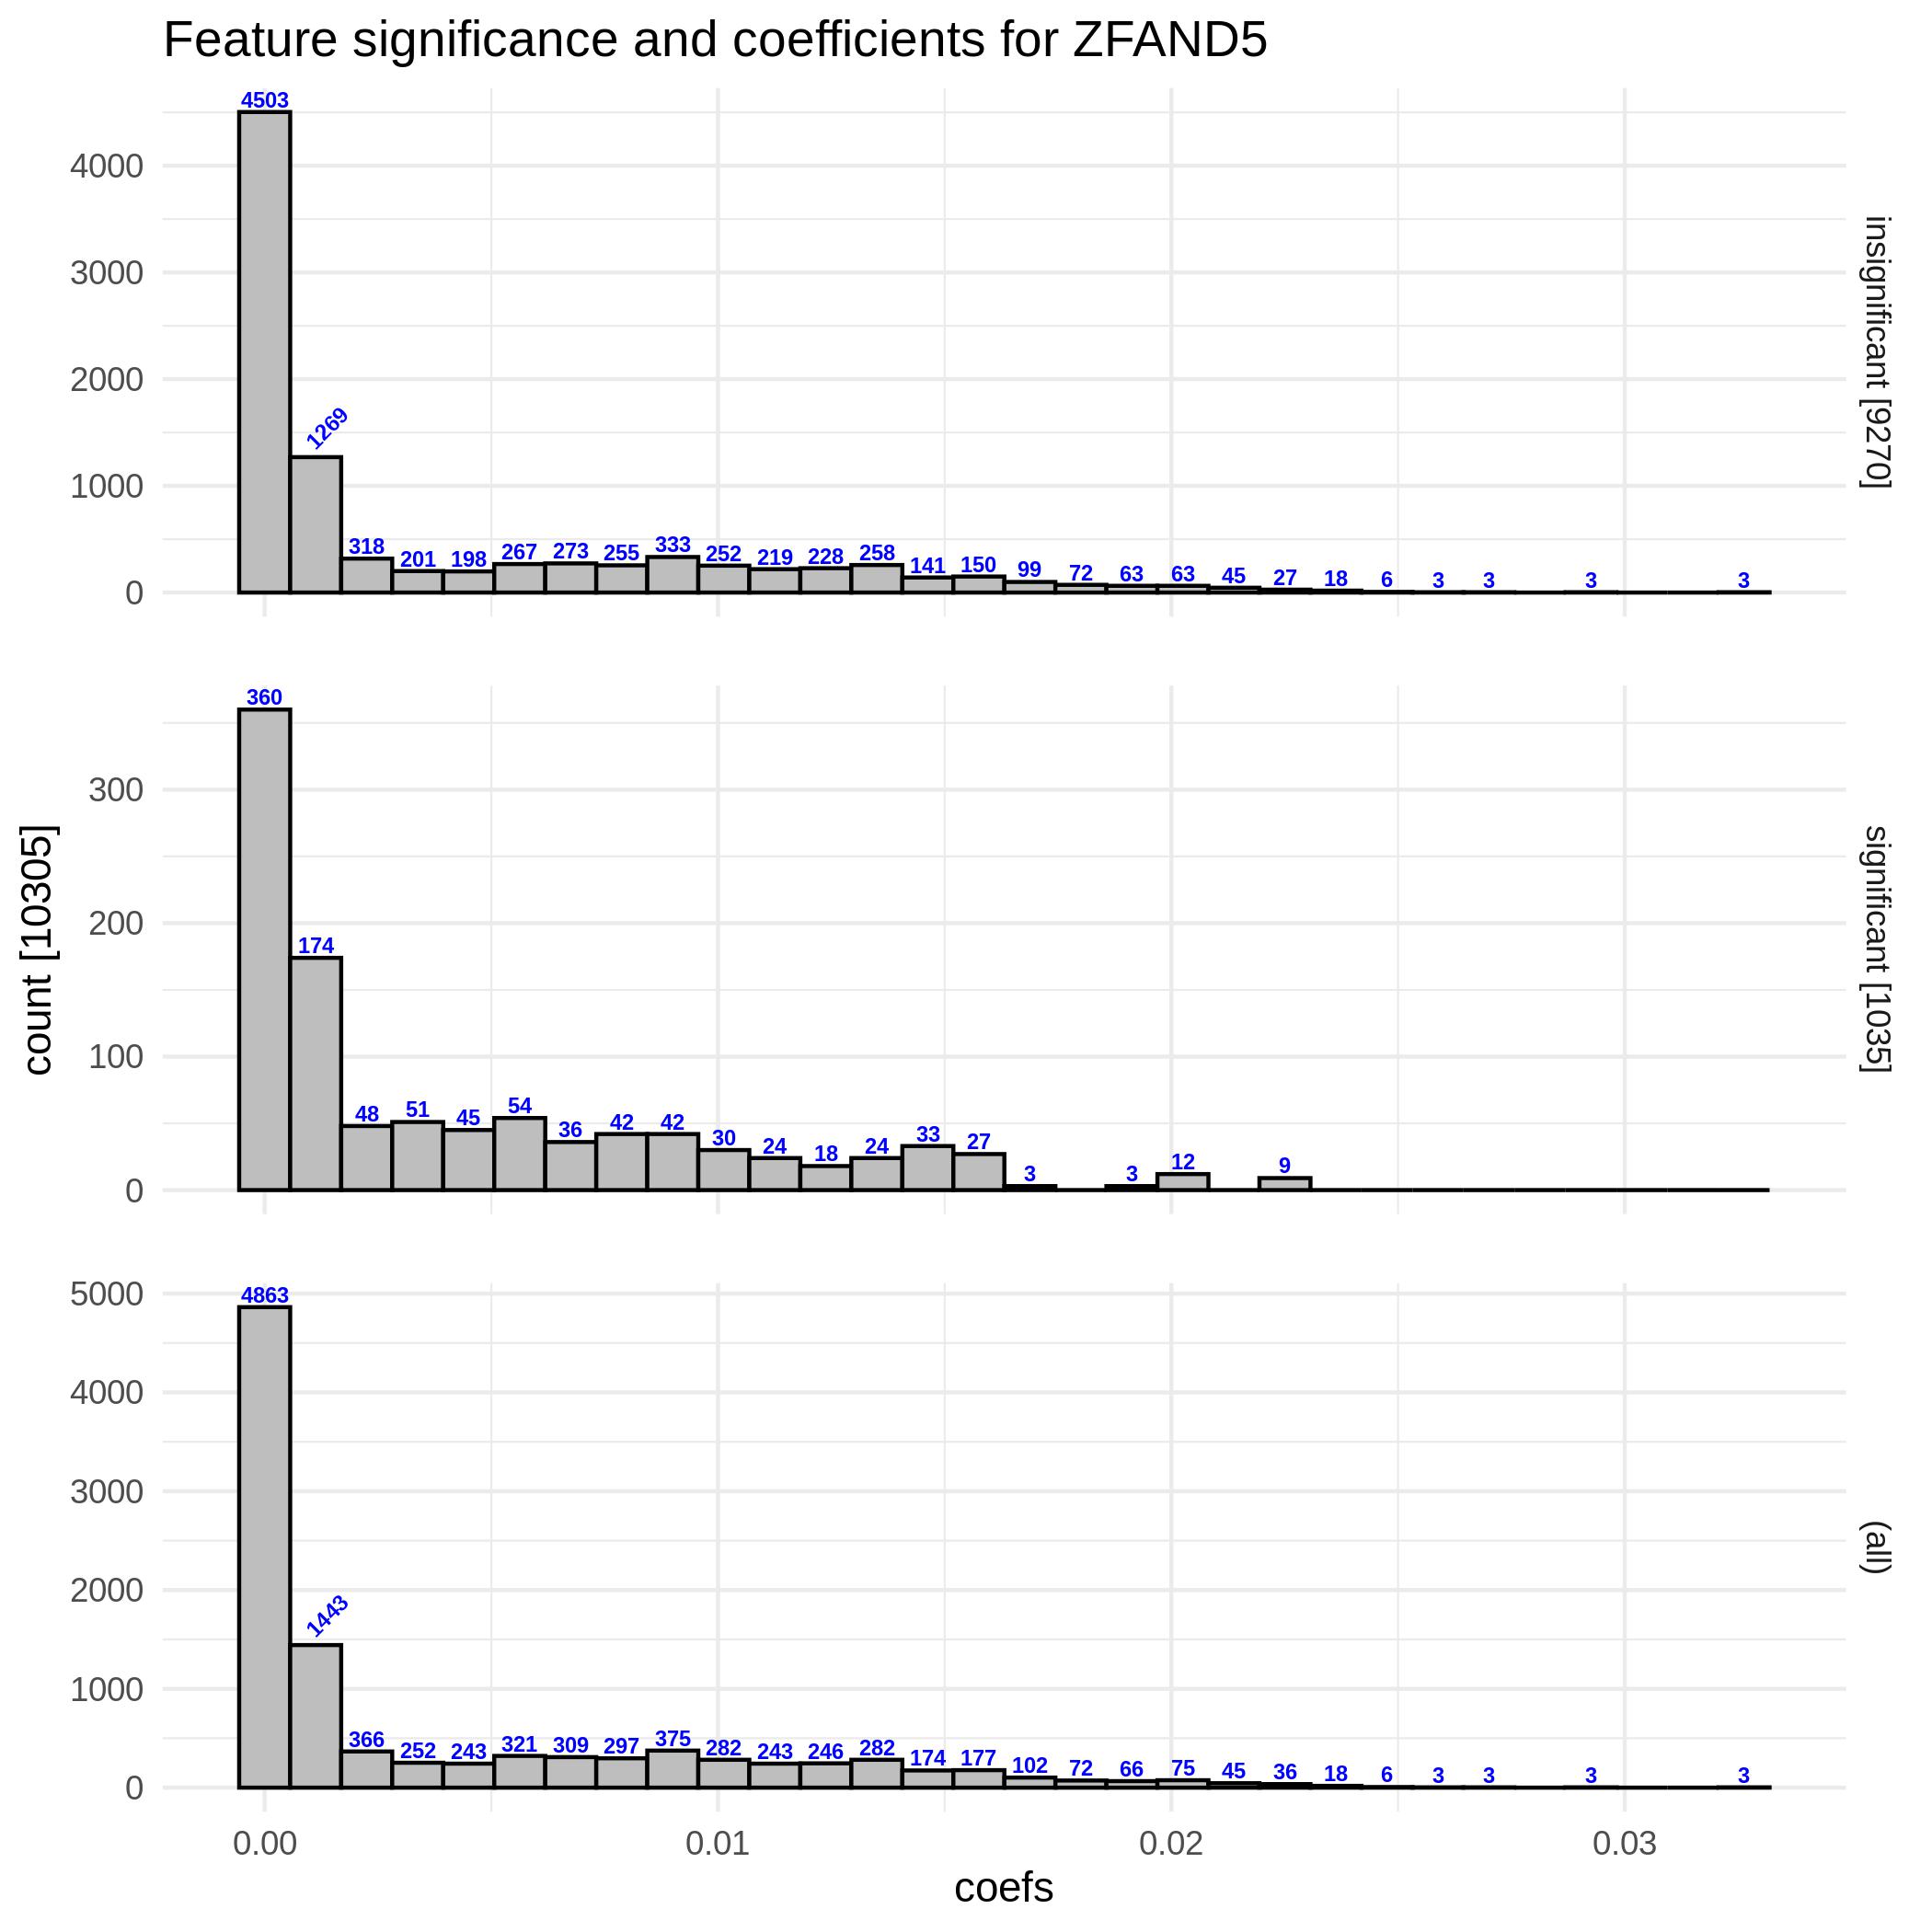 Feature significance and coefficients for ZFAND5
4503
4000
3000
2000
1269
1000
318 201 198 267 273 255 333 252 219 228 258 141 150 99 72 63 63 45 27 18 6 3 3 3 3
0
insignificant [9270]
360
300
200
174
100
48 51 45 54 36 42 42 30 24 18 24 33 27 3 3 12 9
0
significant [1035]
count [10305]
5000
4863
4000
3000
2000
1443
1000
366 252 243 321 309 297 375 282 243 246 282 174 177 102 72 66 75 45 36 18 6 3 3 3 3
0
(all)
0.00 0.01 0.02 0.03
coefs